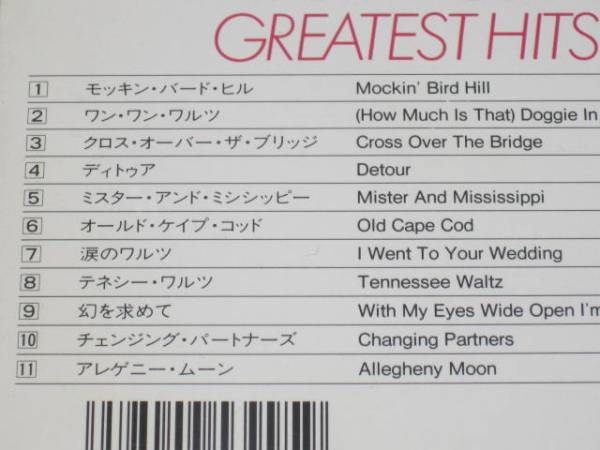 GREATEST HITS
1 モッキン・バード・ヒル Mockin' Bird Hill
2 ワン・ワン・ワルツ (How Much Is That) Doggie In
3 クロス・オーバー・ザ・ブリッジ Cross Over The Bridge
4 ディトゥア Detour
5 ミスター・アンド・ミシシッピー Mister And Mississippi
6 オールド・ケイプ・コッド Old Cape Cod
7 涙のワルツ I Went To Your Wedding
8 テネシー・ワルツ Tennessee Waltz
9 幻を求めて With My Eyes Wide Open I'm
10 チェンジング・パートナーズ Changing Partners
11 アレゲニー・ムーン Allegheny Moon